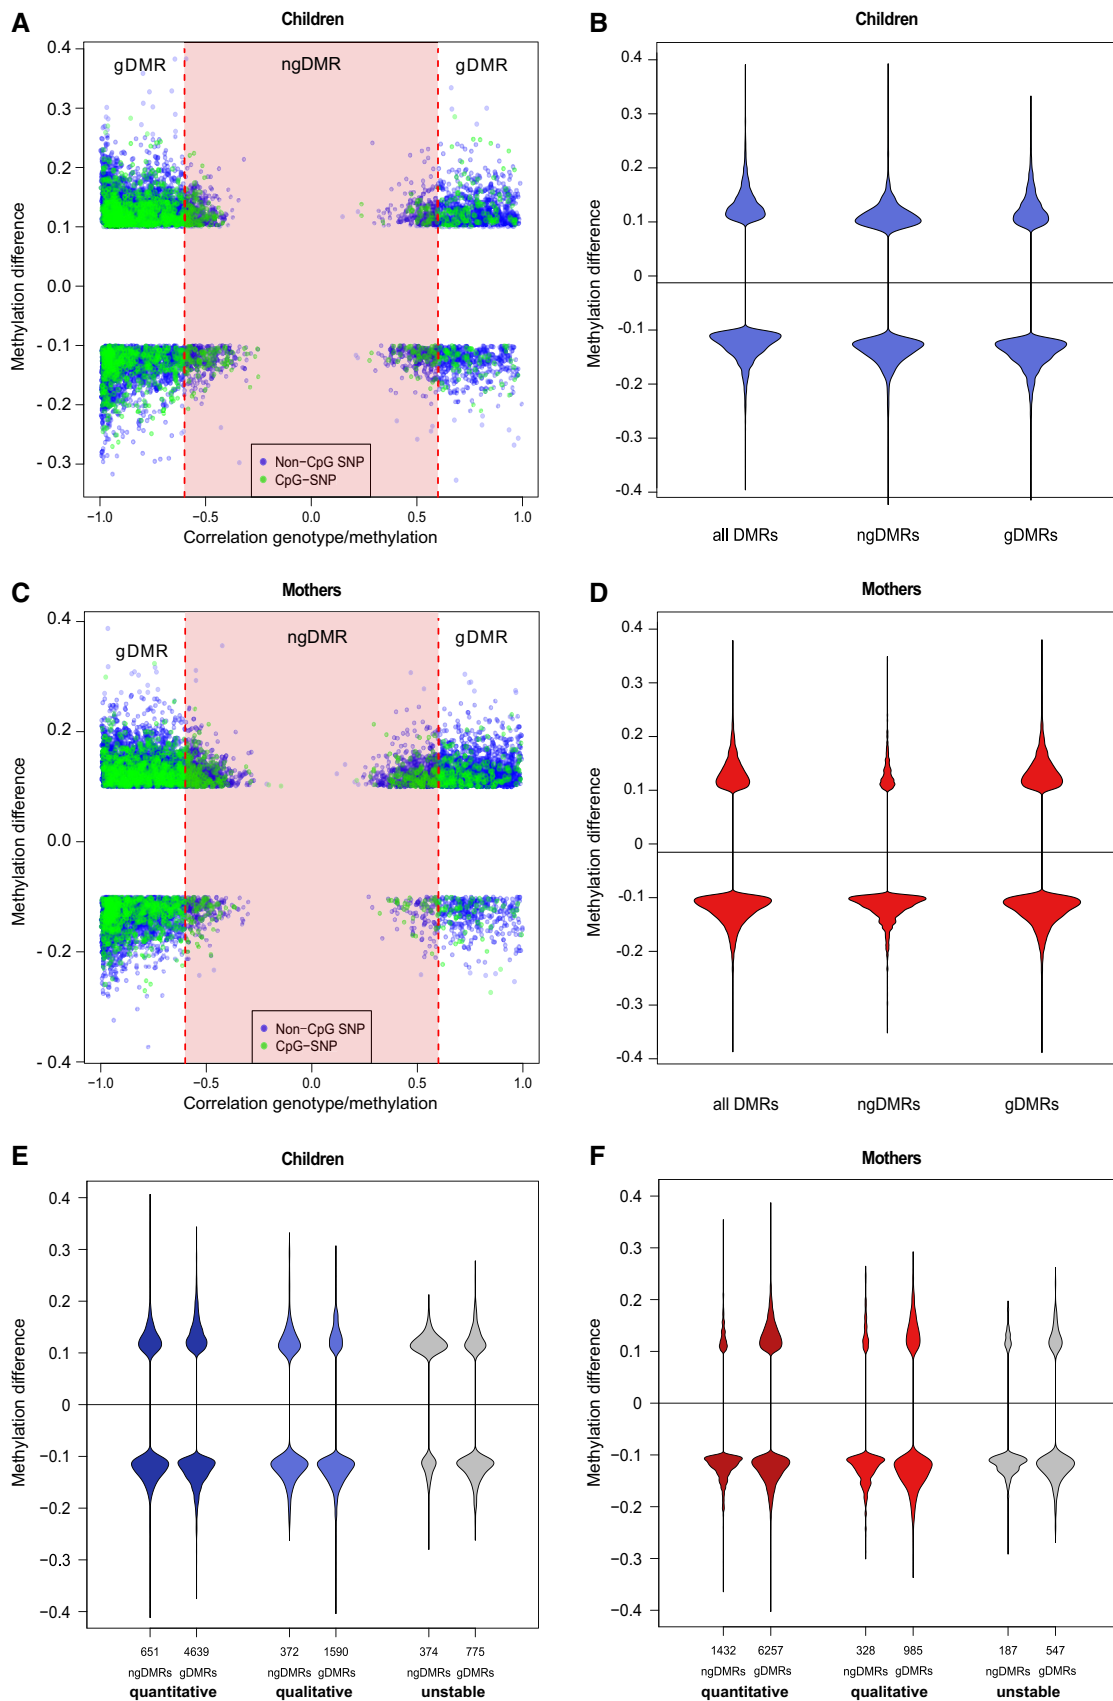 A
Children
0.4
0.3
0.2
0.1
0.0
- 0.1
- 0.2
- 0.3
Methylation difference
gDMR
ngDMR
gDMR
Non-CpG SNP
CpG-SNP
−1.0
−0.5
0.0
0.5
1.0
Correlation genotype/methylation
B
Children
0.4
0.3
0.2
0.1
0
-0.1
-0.2
-0.3
-0.4
Methylation difference
all DMRs
ngDMRs
gDMRs
C
Mothers
0.4
0.2
0.0
- 0.2
- 0.4
Methylation difference
gDMR
ngDMR
gDMR
Non-CpG SNP
CpG-SNP
−1.0
−0.5
0.0
0.5
1.0
Correlation genotype/methylation
D
Mothers
0.4
0.3
0.2
0.1
0
-0.1
-0.2
-0.3
-0.4
Methylation difference
all DMRs
ngDMRs
gDMRs
E
Children
0.4
0.3
0.2
0.1
0
−0.1
−0.2
−0.3
−0.4
Methylation difference
651
4639
372
1590
374
775
ngDMRs
gDMRs
ngDMRs
gDMRs
ngDMRs
gDMRs
quantitative
qualitative
unstable
F
Mothers
0.4
0.3
0.2
0.1
0
−0.1
−0.2
−0.3
−0.4
Methylation difference
1432
6257
328
985
187
547
ngDMRs
gDMRs
ngDMRs
gDMRs
ngDMRs
gDMRs
quantitative
qualitative
unstable